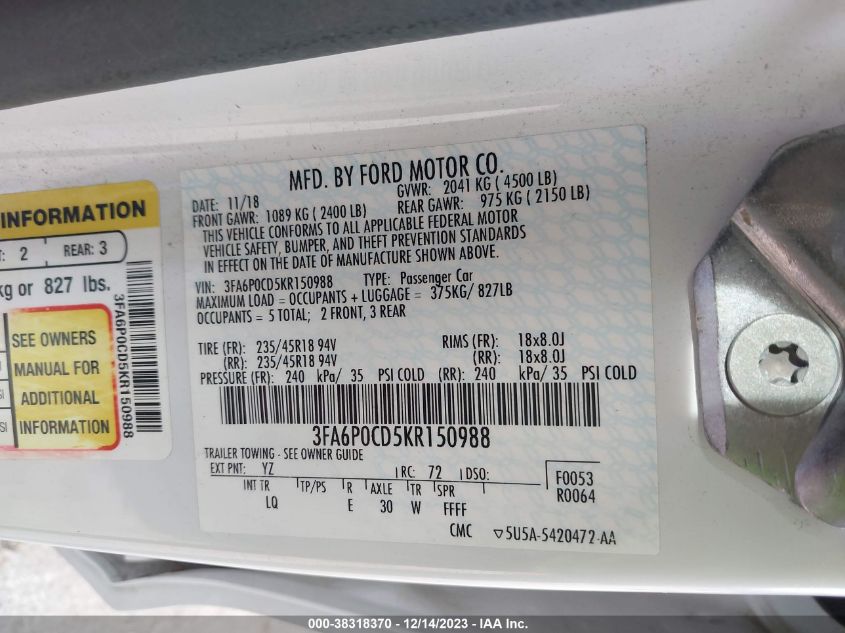 INFORMATION
2 REAR: 3
kg or 827 lbs.
SEE OWNERS
MANUAL FOR
ADDITIONAL
INFORMATION
3FA6P0CD5KR150988
MFD. BY FORD MOTOR CO.
DATE: 11/18 GVWR: 2041 KG ( 4500 LB)
FRONT GAWR: 1089 KG ( 2400 LB) REAR GAWR: 975 KG ( 2150 LB)
THIS VEHICLE CONFORMS TO ALL APPLICABLE FEDERAL MOTOR
VEHICLE SAFETY, BUMPER, AND THEFT PREVENTION STANDARDS
IN EFFECT ON THE DATE OF MANUFACTURE SHOWN ABOVE.
VIN: 3FA6P0CD5KR150988 TYPE: Passenger Car
MAXIMUM LOAD = OCCUPANTS + LUGGAGE = 375KG/ 827LB
OCCUPANTS = 5 TOTAL; 2 FRONT, 3 REAR
TIRE (FR): 235/45R18 94V RIMS (FR): 18x8.0J
(RR): 235/45R18 94V (RR): 18x8.0J
PRESSURE (FR): 240 kPa/ 35 PSI COLD (RR): 240 kPa/ 35 PSI COLD
3FA6P0CD5KR150988
TRAILER TOWING - SEE OWNER GUIDE
EXT PNT: YZ RC: 72 DSO: F0053
INT TR TP/PS R AXLE TR SPR R0064
LQ E 30 W FFFF
CMC ▽5U5A-5420472-AA
000-38318370 - 12/14/2023 - IAA Inc.